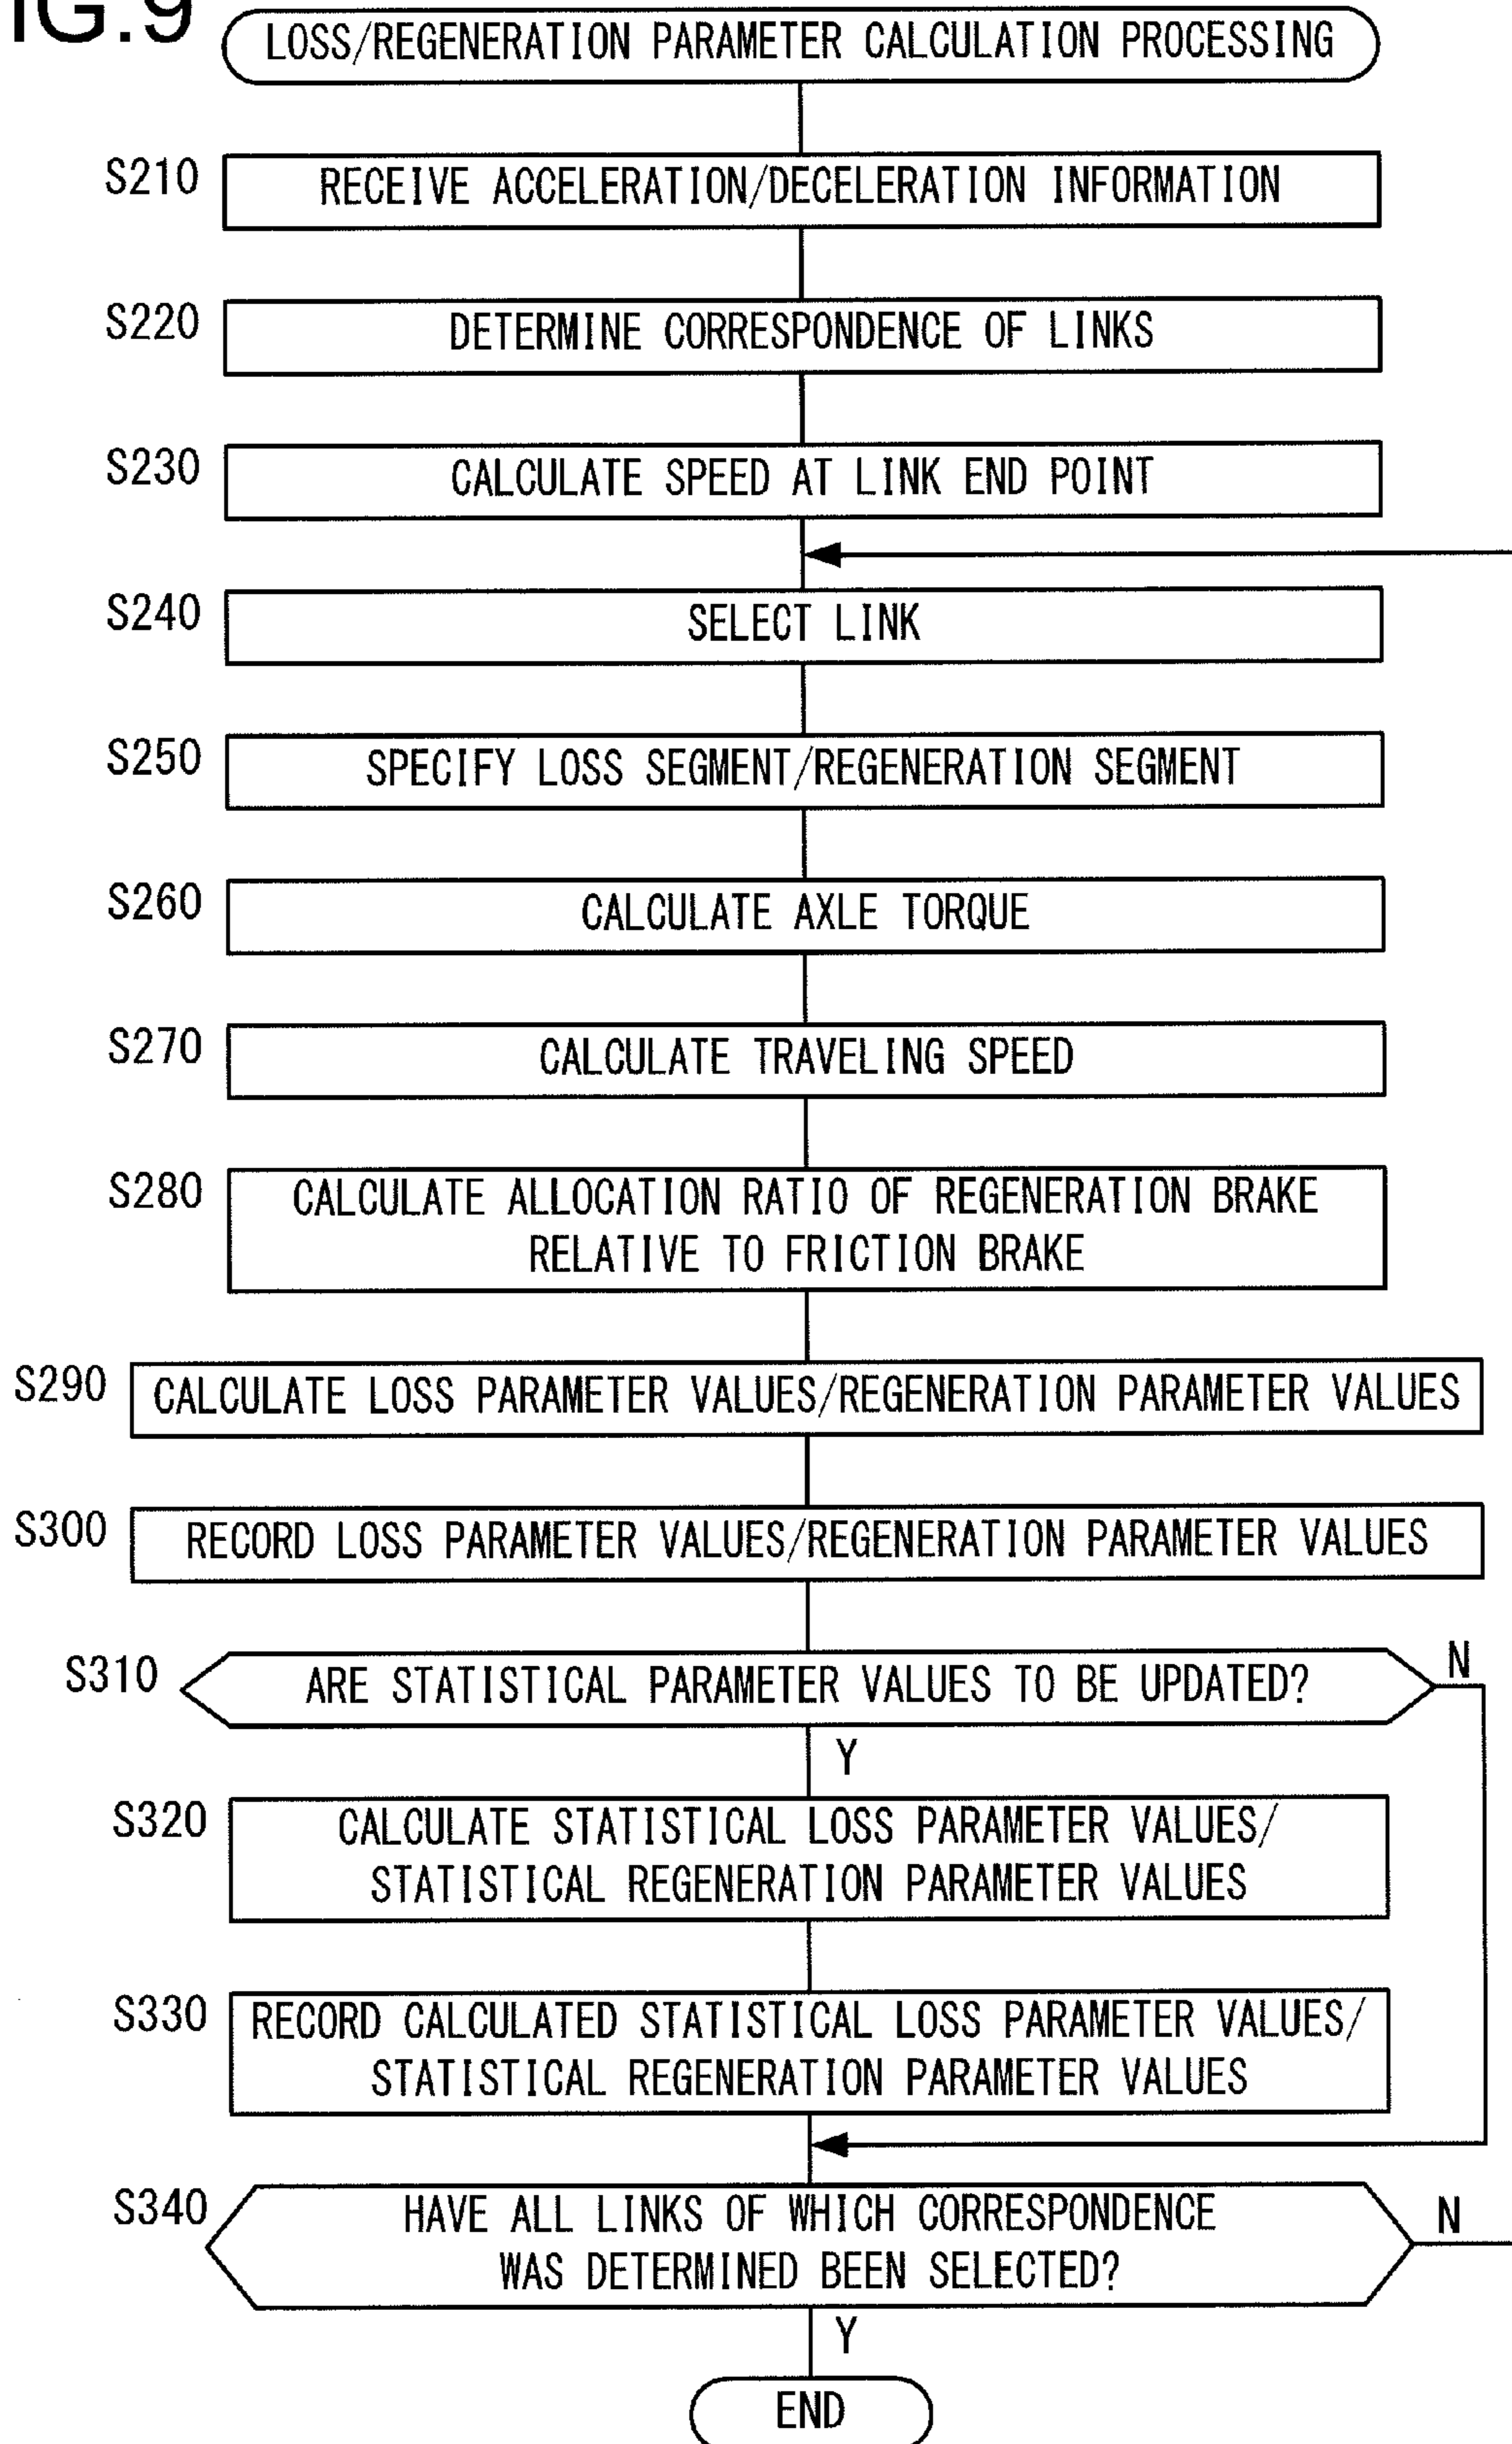 IG.9
LOSS/REGENERATION PARAMETER CALCULATION PROCESSING
S210
RECEIVE ACCELERATION/DECELERATION INFORMATION
S220
DETERMINE CORRESPONDENCE OF LINKS
S230
CALCULATE SPEED AT LINK END POINT
S240
SELECT LINK
S250
SPECIFY LOSS SEGMENT/REGENERATION SEGMENT
S260
CALCULATE AXLE TORQUE
S270
CALCULATE TRAVELING SPEED
S280
CALCULATE ALLOCATION RATIO OF REGENERATION BRAKE
RELATIVE TO FRICTION BRAKE
S290
CALCULATE LOSS PARAMETER VALUES/REGENERATION PARAMETER VALUES
S300
RECORD LOSS PARAMETER VALUES/REGENERATION PARAMETER VALUES
S310
ARE STATISTICAL PARAMETER VALUES TO BE UPDATED?
N
Y
S320
CALCULATE STATISTICAL LOSS PARAMETER VALUES/
STATISTICAL REGENERATION PARAMETER VALUES
S330
RECORD CALCULATED STATISTICAL LOSS PARAMETER VALUES/
STATISTICAL REGENERATION PARAMETER VALUES
S340
HAVE ALL LINKS OF WHICH CORRESPONDENCE
WAS DETERMINED BEEN SELECTED?
N
Y
END